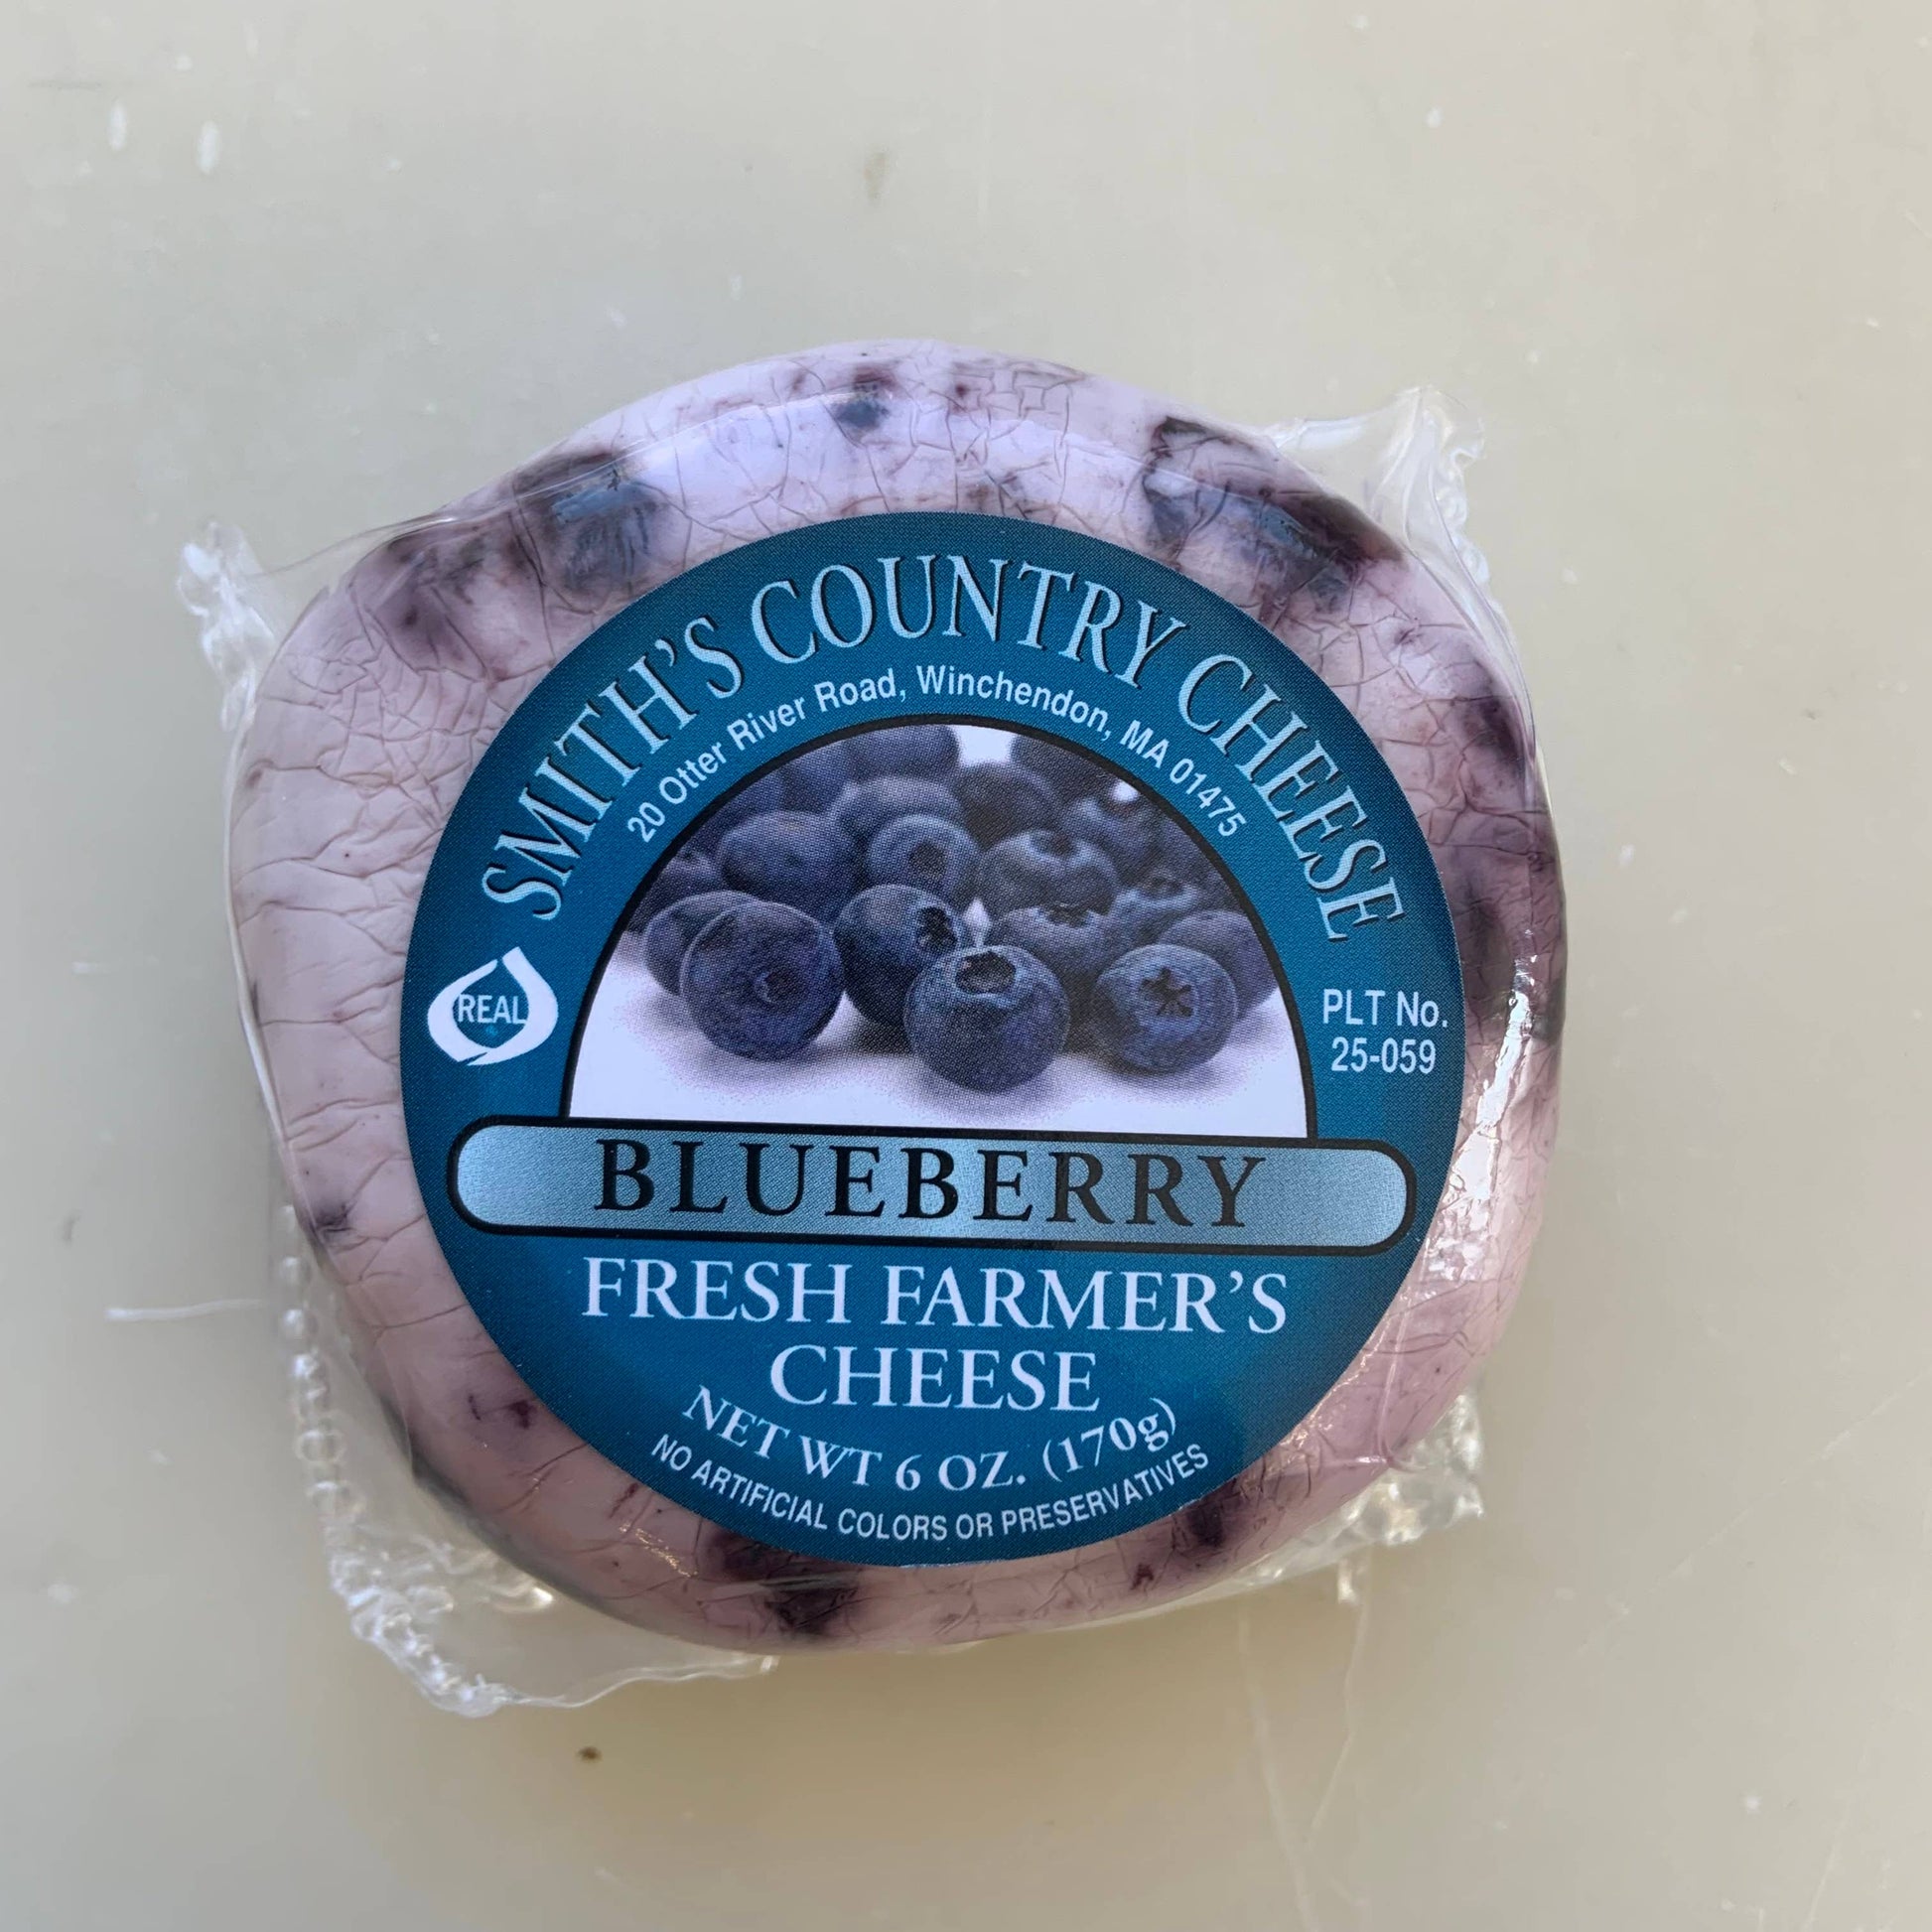 SMITH'S COUNTRY CHEESE
20 Otter River Road, Winchendon, MA 01475
REAL
PLT No.
25-059
BLUEBERRY
FRESH FARMER'S
CHEESE
NET WT 6 OZ. (170g)
NO ARTIFICIAL COLORS OR PRESERVATIVES